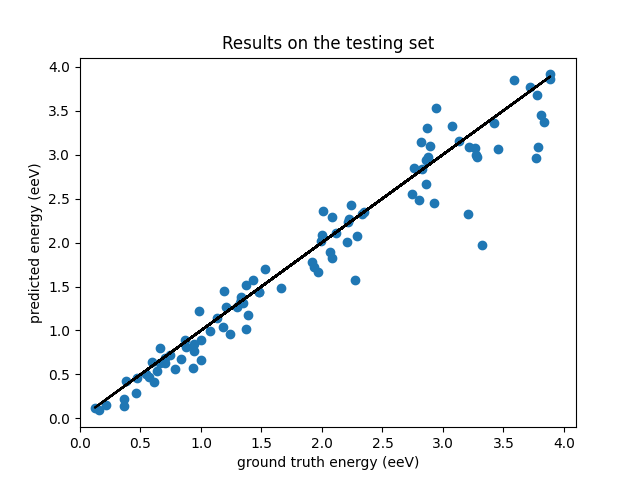 Results on the testing set
predicted energy (eeV)
4.0
3.5
3.0
2.5
2.0
1.5
1.0
0.5
0.0
0.0 0.5 1.0 1.5 2.0 2.5 3.0 3.5 4.0
ground truth energy (eeV)